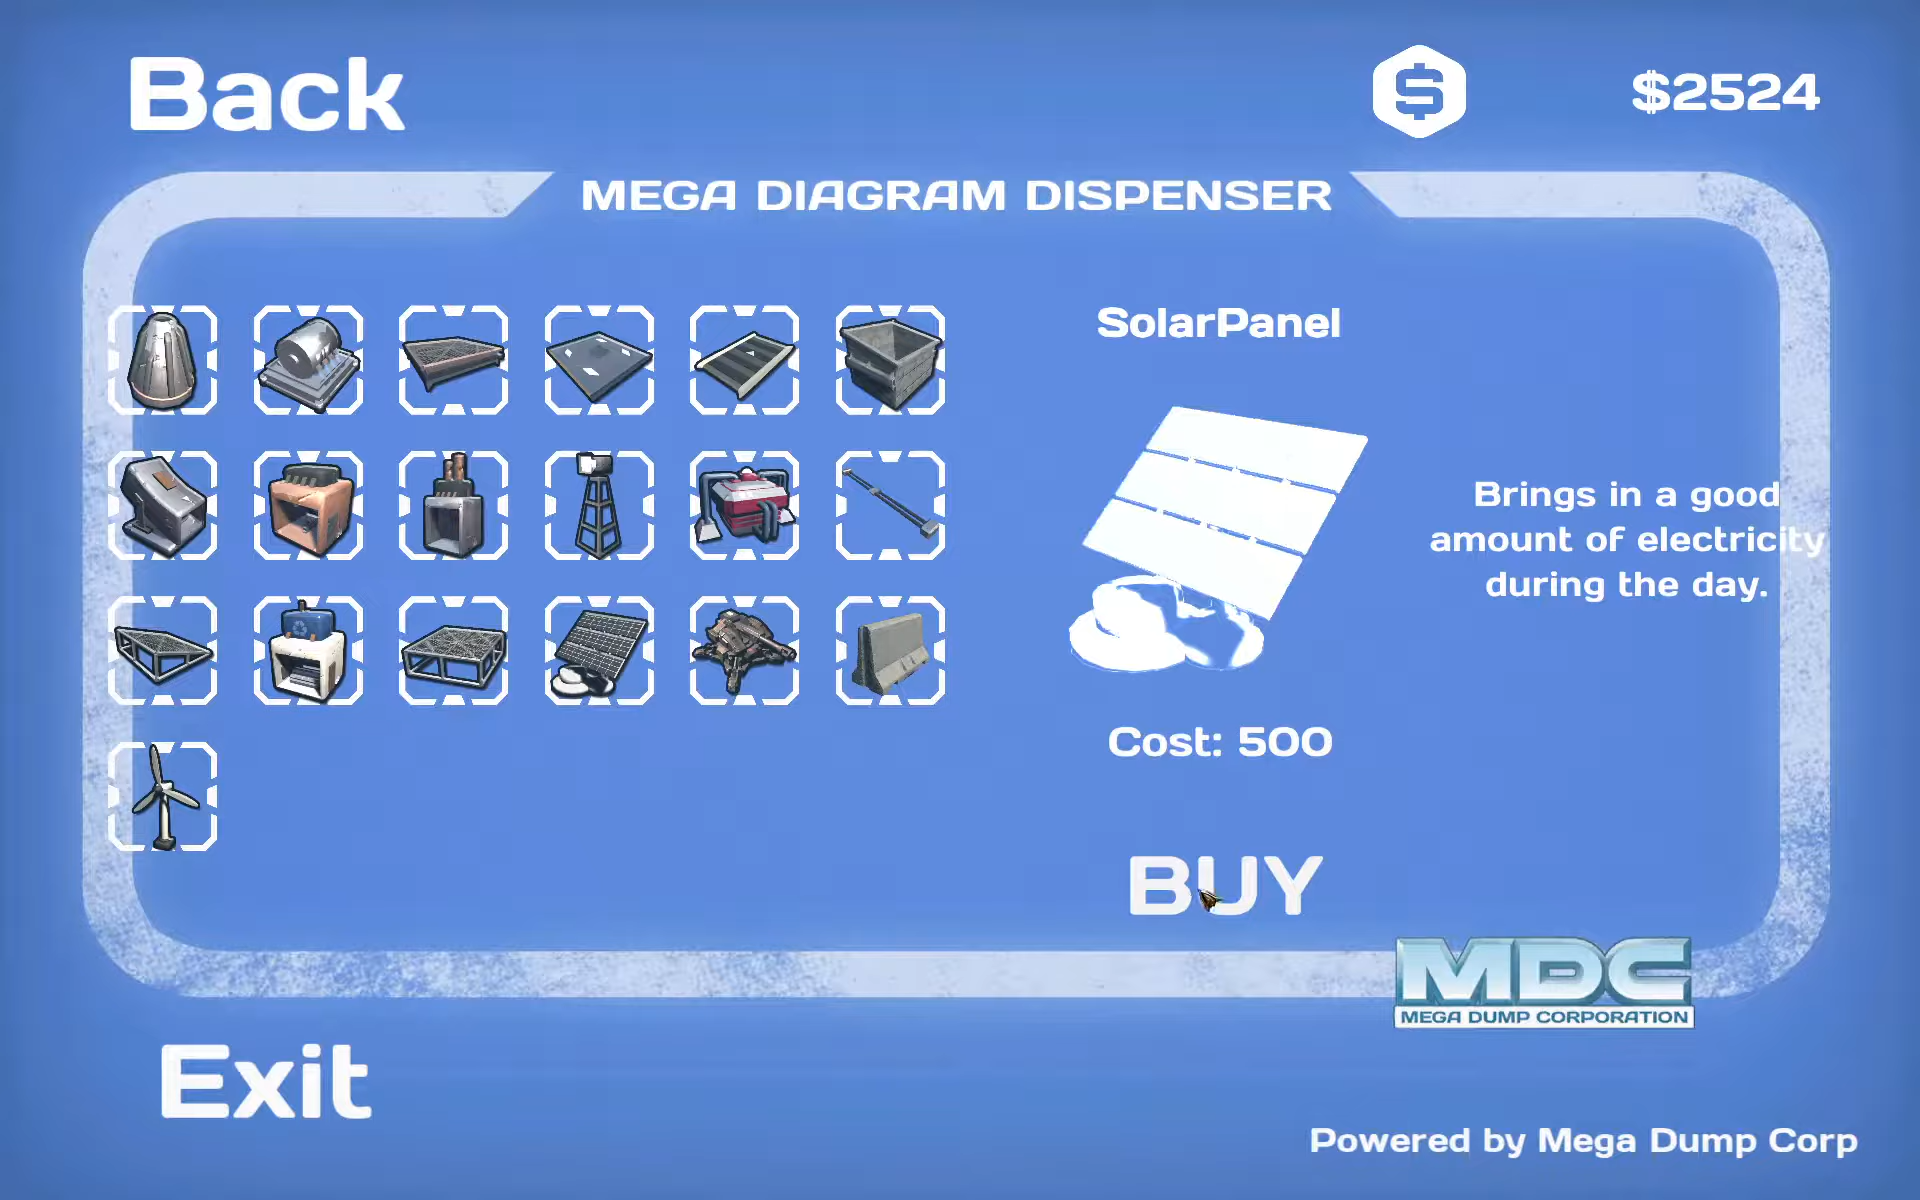 Back
$2524
MEGA DIAGRAM DISPENSER
SolarPanel
Brings in a good
amount of electricity
during the day.
Cost: 500
BUY
MDC
MEGA DUMP CORPORATION
Exit
Powered by Mega Dump Corp